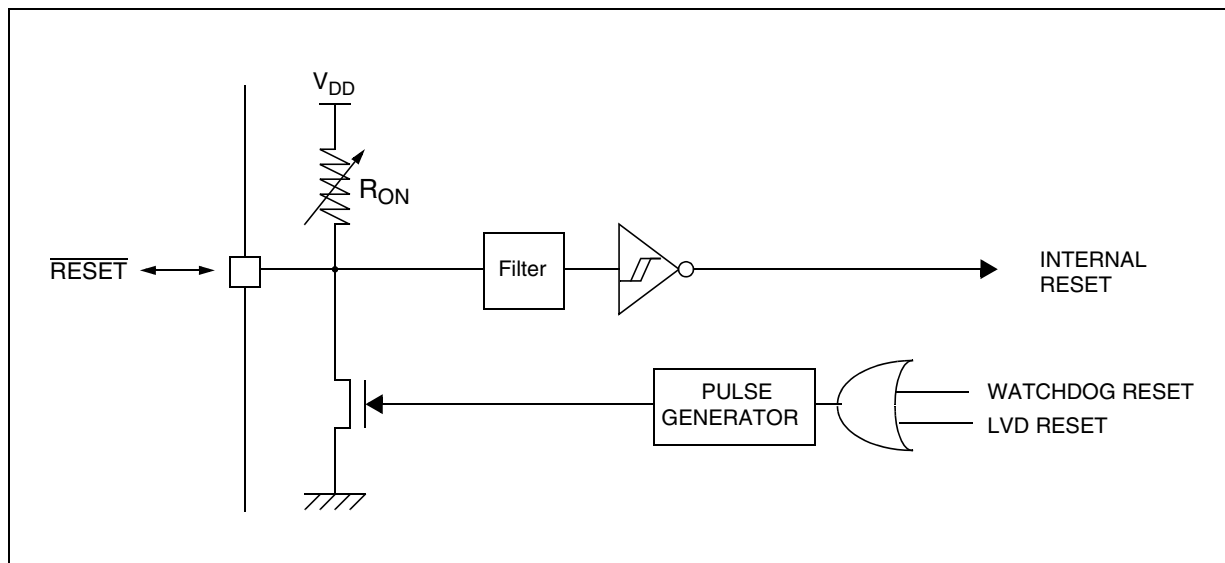 VDD
RON
RESET
Filter
INTERNAL
RESET
PULSE
GENERATOR
WATCHDOG RESET
LVD RESET